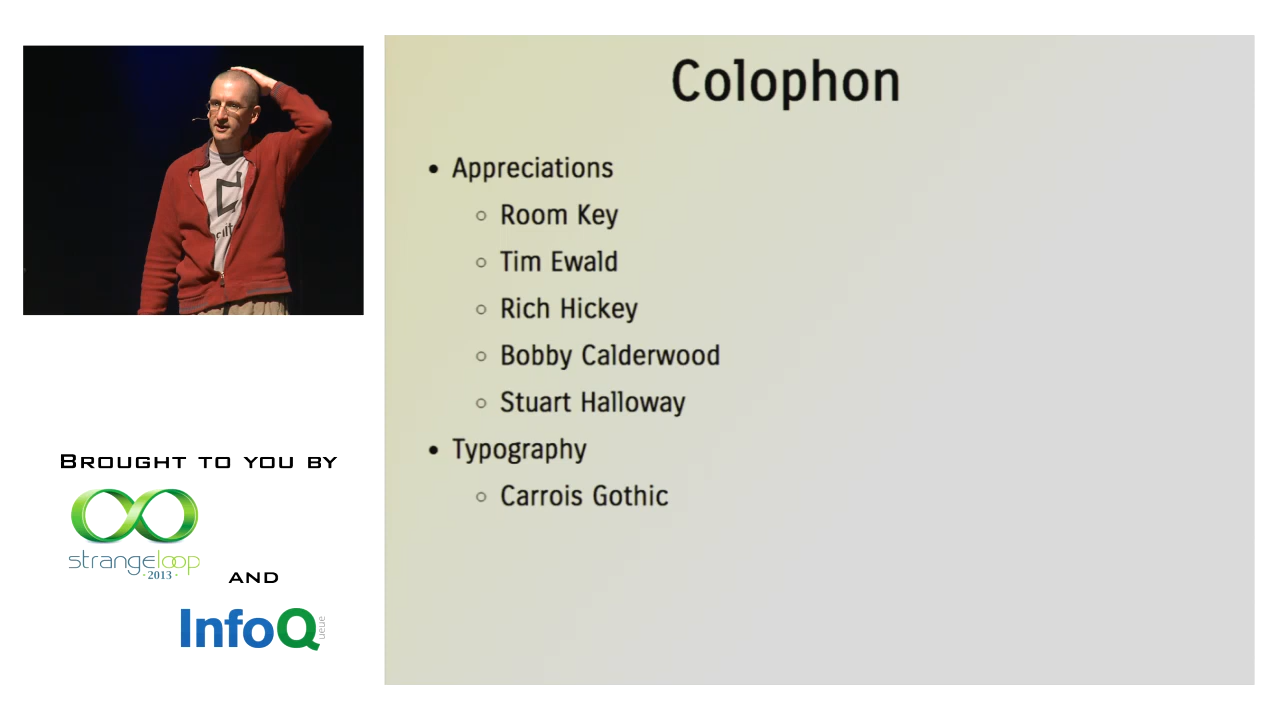 Colophon
• Appreciations
○ Room Key
○ Tim Ewald
○ Rich Hickey
○ Bobby Calderwood
○ Stuart Halloway
• Typography
○ Carrois Gothic
BROUGHT TO YOU BY
strangeloop
·2013·
AND
InfoQ
ueue